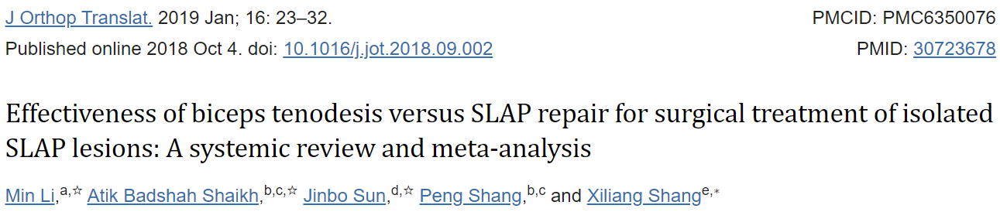 J Orthop Translat. 2019 Jan; 16: 23–32. PMCID: PMC6350076
Published online 2018 Oct 4. doi: 10.1016/j.jot.2018.09.002 PMID: 30723678
Effectiveness of biceps tenodesis versus SLAP repair for surgical treatment of isolated
SLAP lesions: A systemic review and meta-analysis
Min Li,a,☆ Atik Badshah Shaikh,b,c,☆ Jinbo Sun,d,☆ Peng Shang,b,c and Xiliang Shange,∗